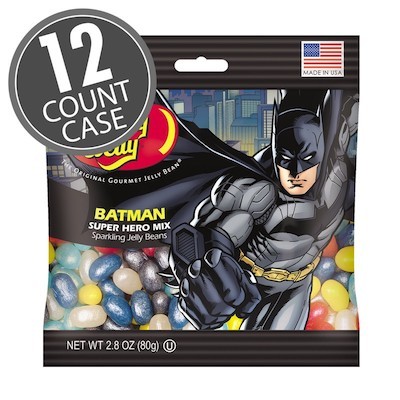 12
COUNT
CASE
MADE IN USA
Belly
THE ORIGINAL GOURMET JELLY BEAN®
BATMAN
SUPER HERO MIX
Sparkling Jelly Beans
NET WT 2.8 OZ (80g) U